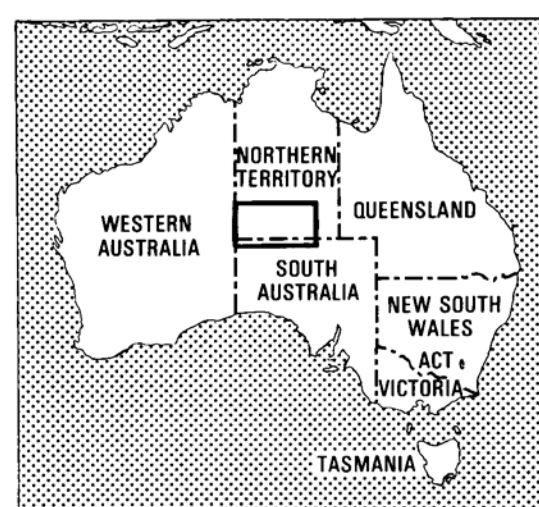 NORTHERN
TERRITORY
QUEENSLAND
WESTERN
AUSTRALIA
SOUTH
AUSTRALIA
NEW SOUTH
WALES
ACT
VICTORIA
TASMANIA